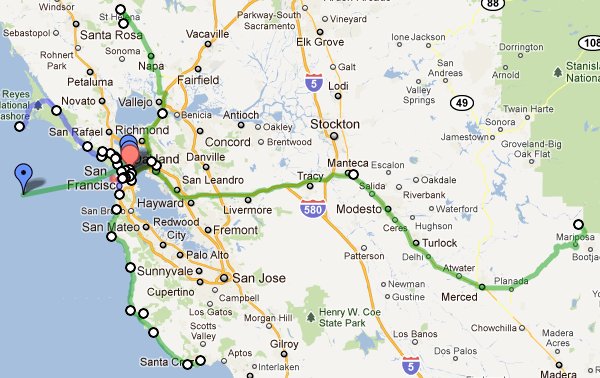 Windsor
St Helena
Parkway-South
Sacramento
Vineyard
88
Sebastopol
Santa Rosa
Elk Grove
Ione
Jackson
Rohnert
Park
Sonoma
Napa
Vacaville
Galt
San
Andreas
Dorrington
108
Petaluma
Fairfield
5
Lodi
Valley
Springs
Stanislaus
Nation
Reyes
National
Seashore
Novato
Vallejo
Benicia
49
Twain Harte
San Rafael
Richmond
Antioch
Oakley
Stockton
Sonora
Jamestown
Groveland-Big
Oak Flat
Concord
Brentwood
Oakland
Danville
Manteca
Escalon
San
Francisco
San Leandro
Tracy
Salida
Oakdale
Riverbank
Hayward
Livermore
580
Modesto
Waterford
San Bruno
Redwood
City
Fremont
Ceres
Hughson
Mariposa
San Mateo
Turlock
Bootjack
Palo Alto
Patterson
Delhi
Sunnyvale
San Jose
Atwater
Planada
Cupertino
Campbell
Newman
Gustine
Merced
Los Gatos
Henry W. Coe
State Park
Scotts
Valley
Morgan Hill
Chowchilla
Los Banos
Santa Cruz
Aptos
Gilroy
Dos Palos
Interlaken
5
Madera
Madera